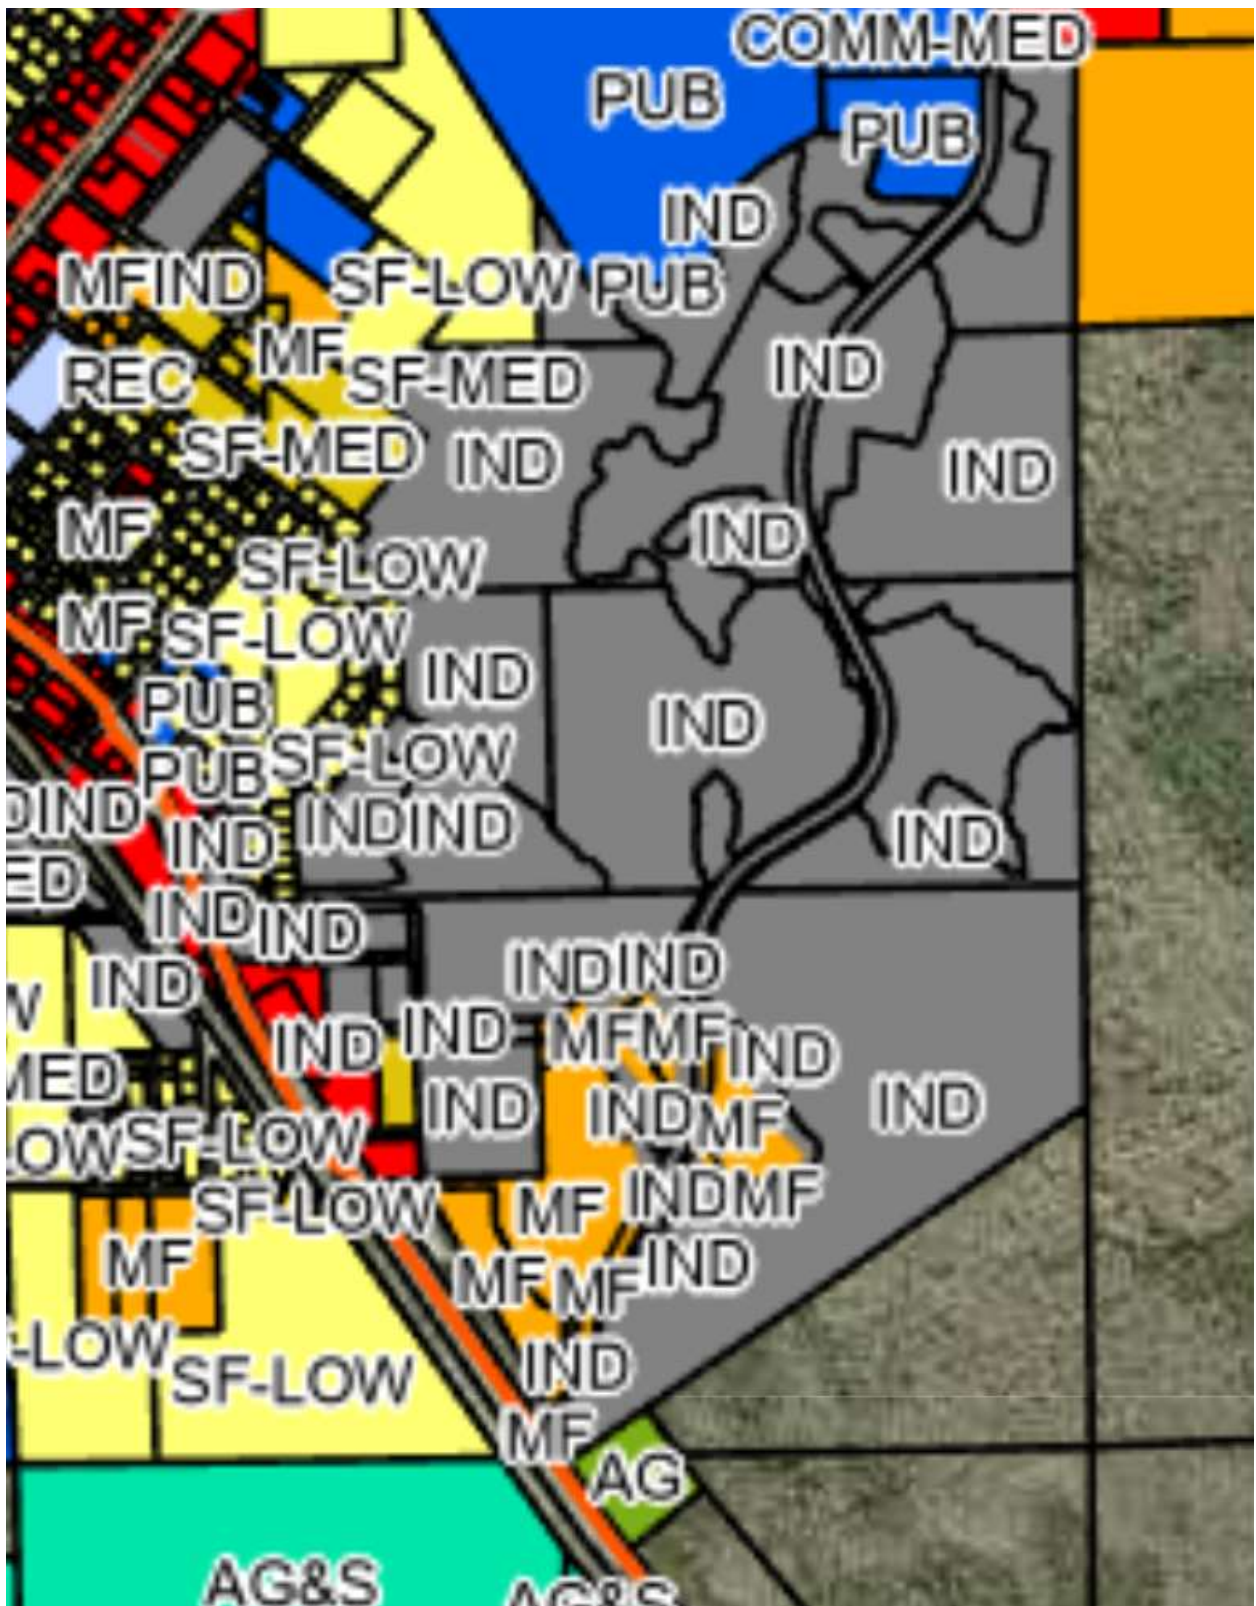 COMM-MED
PUB
PUB
IND
MFIND SF-LOW PUB
MF
IND
REC SF-MED
SF-MED IND
IND
MF
IND
SF-LOW
MF SF-LOW
IND
PUB
IND
SF-LOW
PUB
DIND
INDIND
IND
IND
ED
IND
IND
INDIND
IND
W
IND
IND
MFMF
IND
MED
IND
INDMF
IND
OW
SF-LOW
SF-LOW
MF
INDMF
MF
IND
MF
MF
-LOW
SF-LOW
IND
MF
AG
AG&S
AG&S